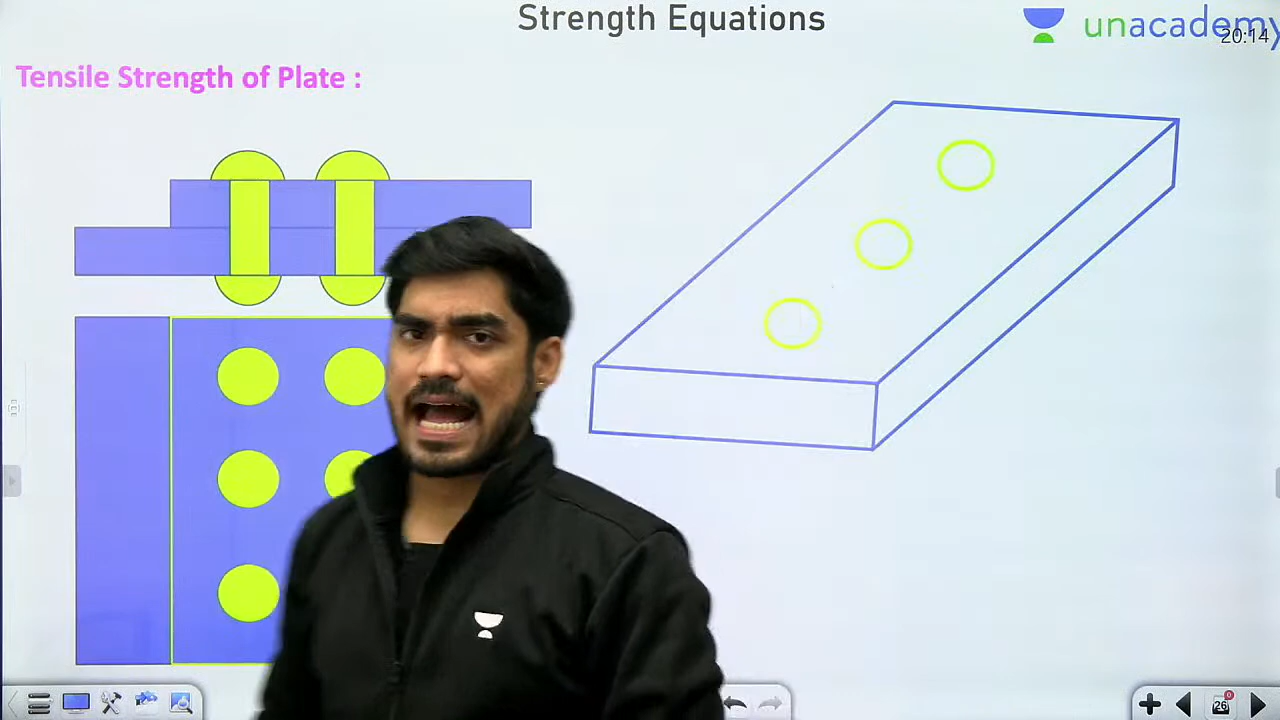 Strength Equations
unacademy
20:14
Tensile Strength of Plate :
26